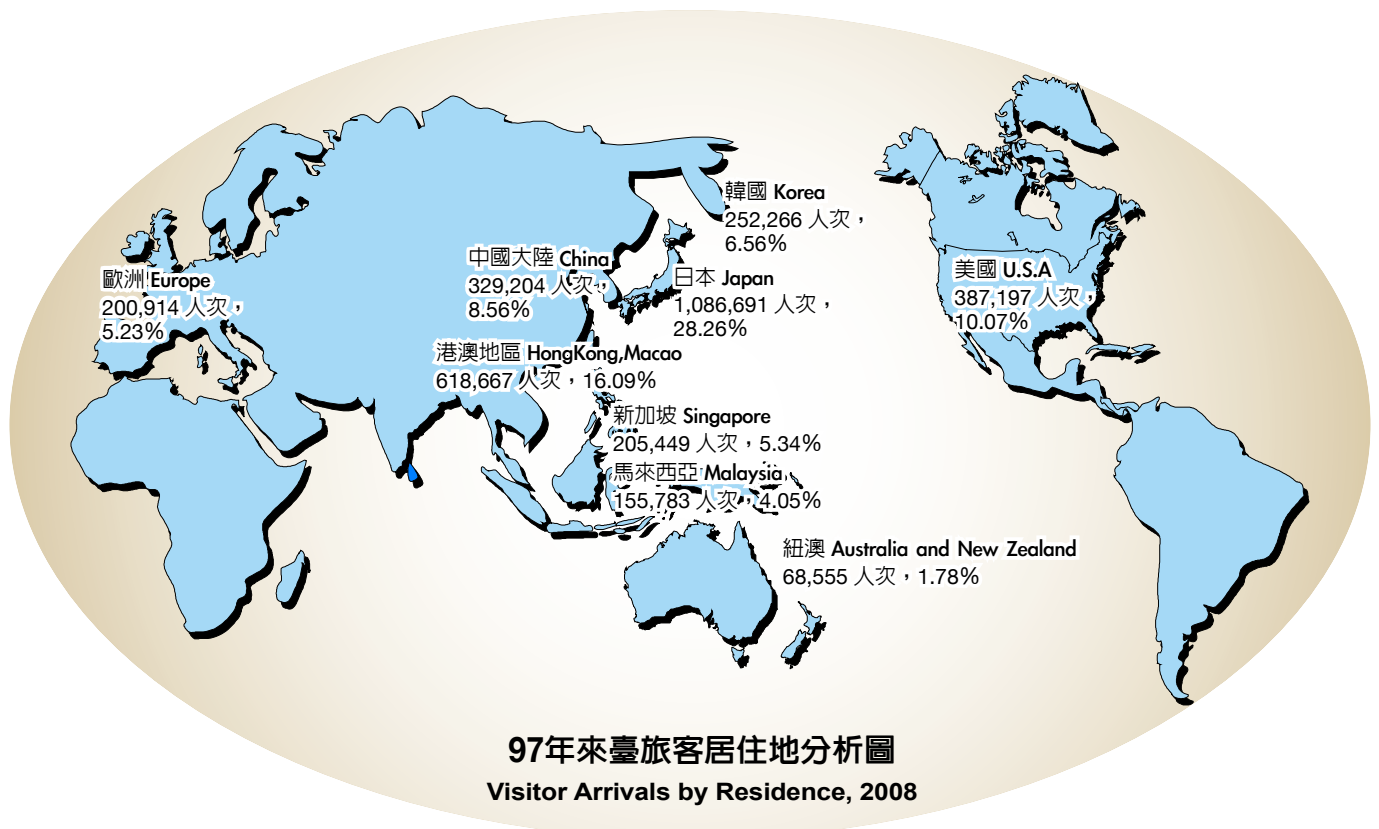 韓國 Korea
252,266 人次，
6.56%
中國大陸 China
329,204 人次，
8.56%
日本 Japan
1,086,691 人次，
28.26%
美國 U.S.A
387,197 人次，
10.07%
歐洲 Europe
200,914 人次，
5.23%
港澳地區 HongKong,Macao
618,667 人次，16.09%
新加坡 Singapore
205,449 人次，5.34%
馬來西亞 Malaysia
155,783 人次，4.05%
紐澳 Australia and New Zealand
68,555 人次，1.78%
97年來臺旅客居住地分析圖
Visitor Arrivals by Residence, 2008